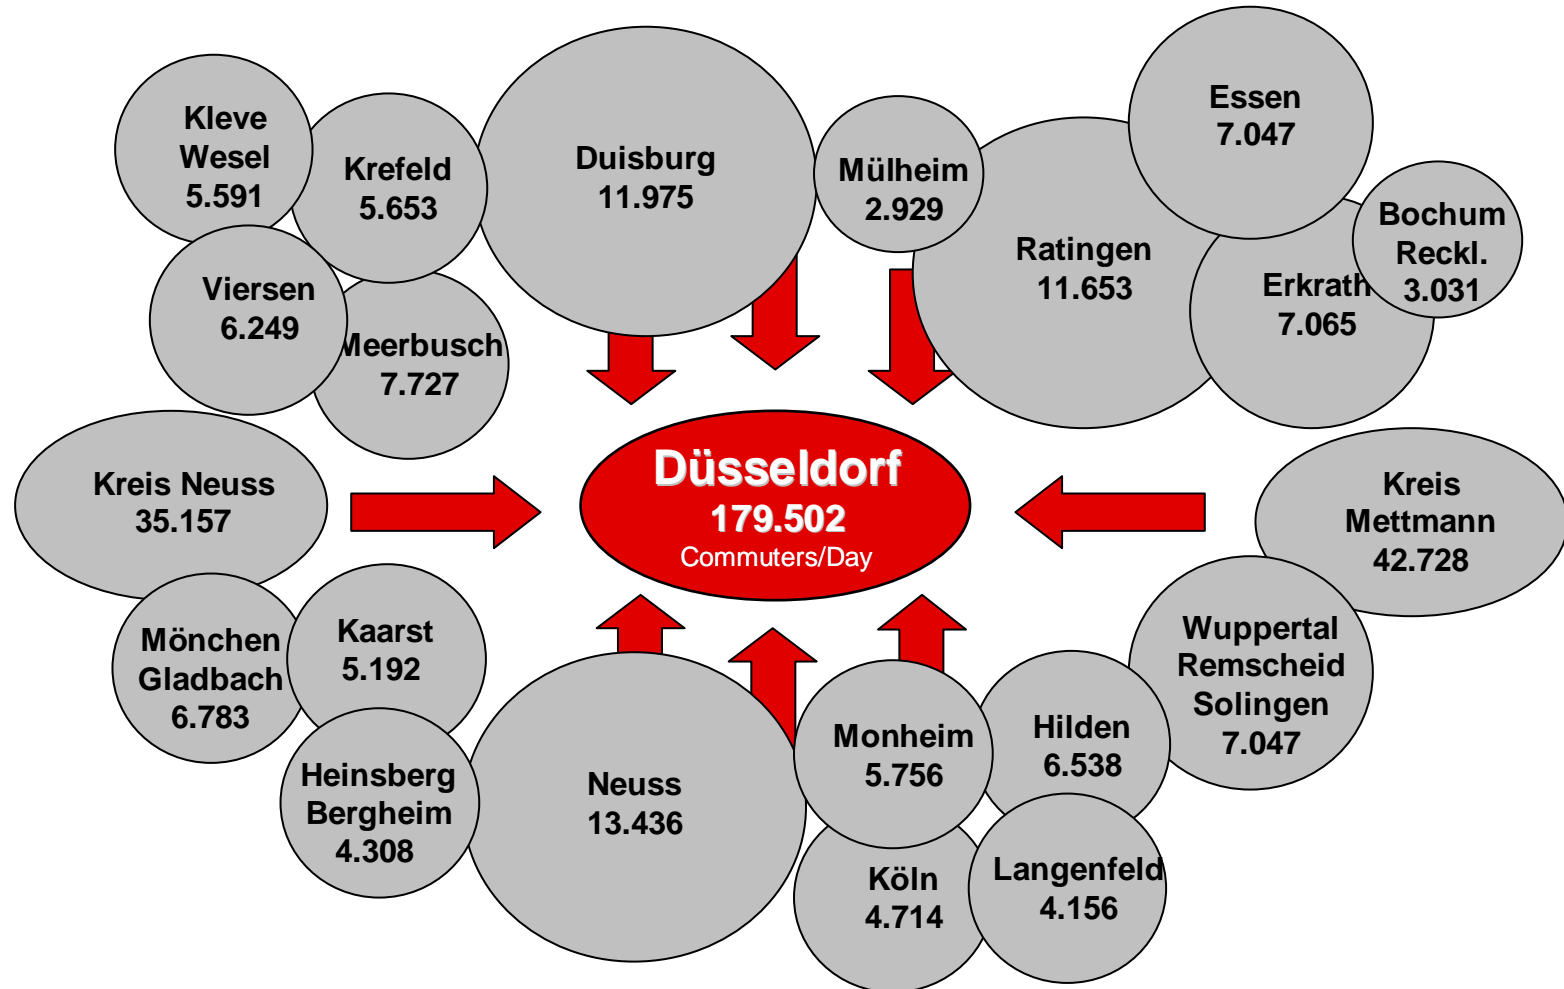 Kleve
Wesel
5.591
Krefeld
5.653
Duisburg
11.975
Mülheim
2.929
Essen
7.047
Ratingen
11.653
Bochum
Reckl.
3.031
Erkrath
7.065
Viersen
6.249
Meerbusch
7.727
Kreis Neuss
35.157
Düsseldorf
179.502
Commuters/Day
Kreis
Mettmann
42.728
Mönchen
Gladbach
6.783
Kaarst
5.192
Wuppertal
Remscheid
Solingen
7.047
Heinsberg
Bergheim
4.308
Neuss
13.436
Monheim
5.756
Hilden
6.538
Köln
4.714
Langenfeld
4.156